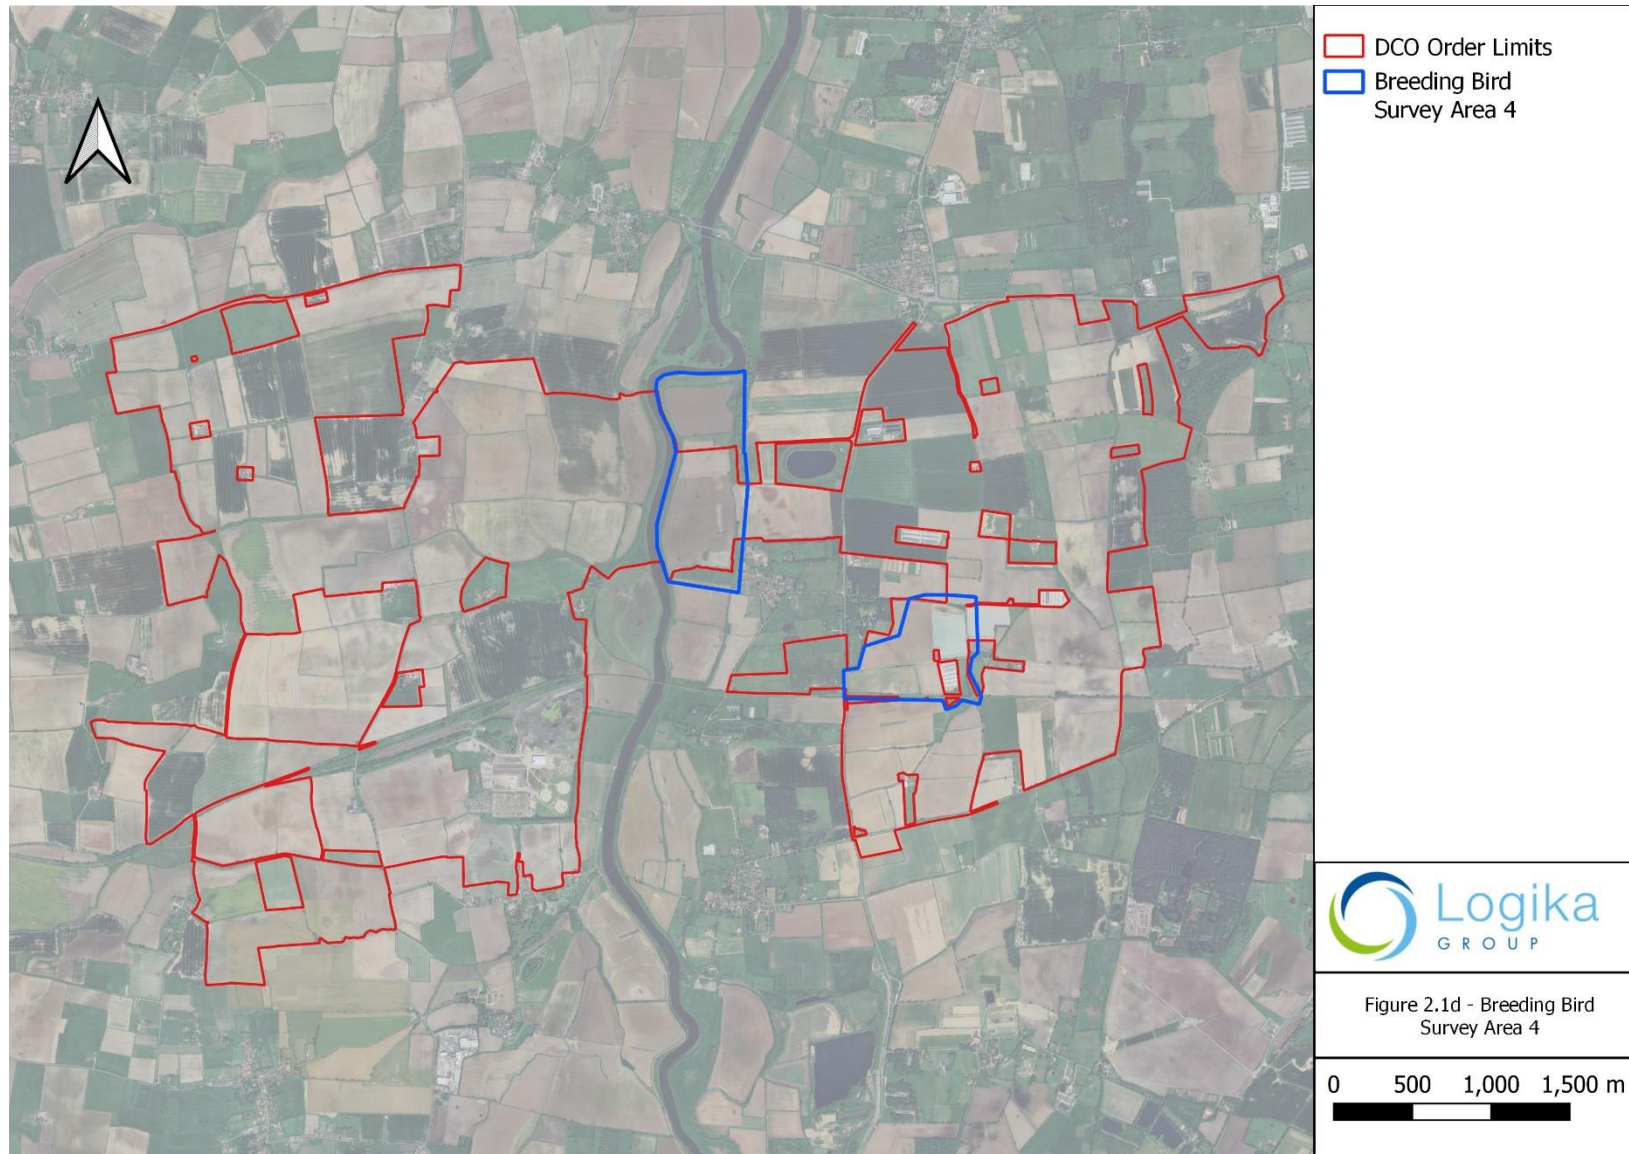 DCO Order Limits
Breeding Bird
Survey Area 4
Logika
GROUP
Figure 2.1d - Breeding Bird
Survey Area 4
0 500 1,000 1,500 m